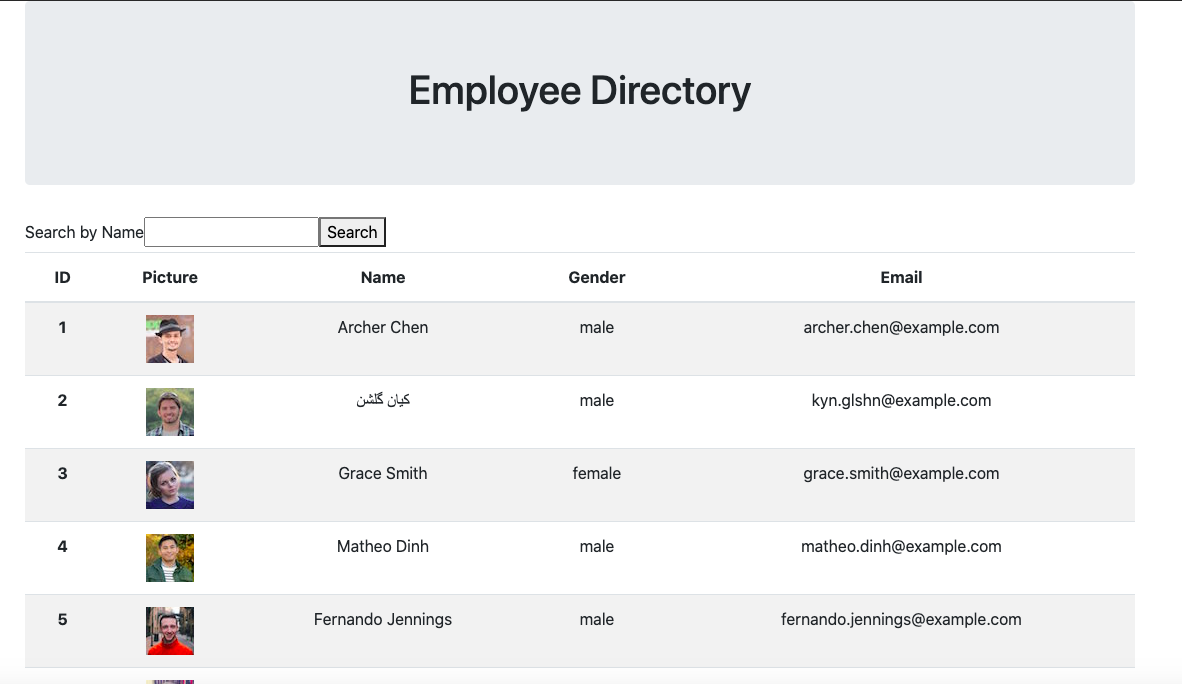 Employee Directory
Search by Name Search
ID Picture Name Gender Email
1 Archer Chen male archer.chen@example.com
2 کیان گلشن male kyn.glshn@example.com
3 Grace Smith female grace.smith@example.com
4 Matheo Dinh male matheo.dinh@example.com
5 Fernando Jennings male fernando.jennings@example.com